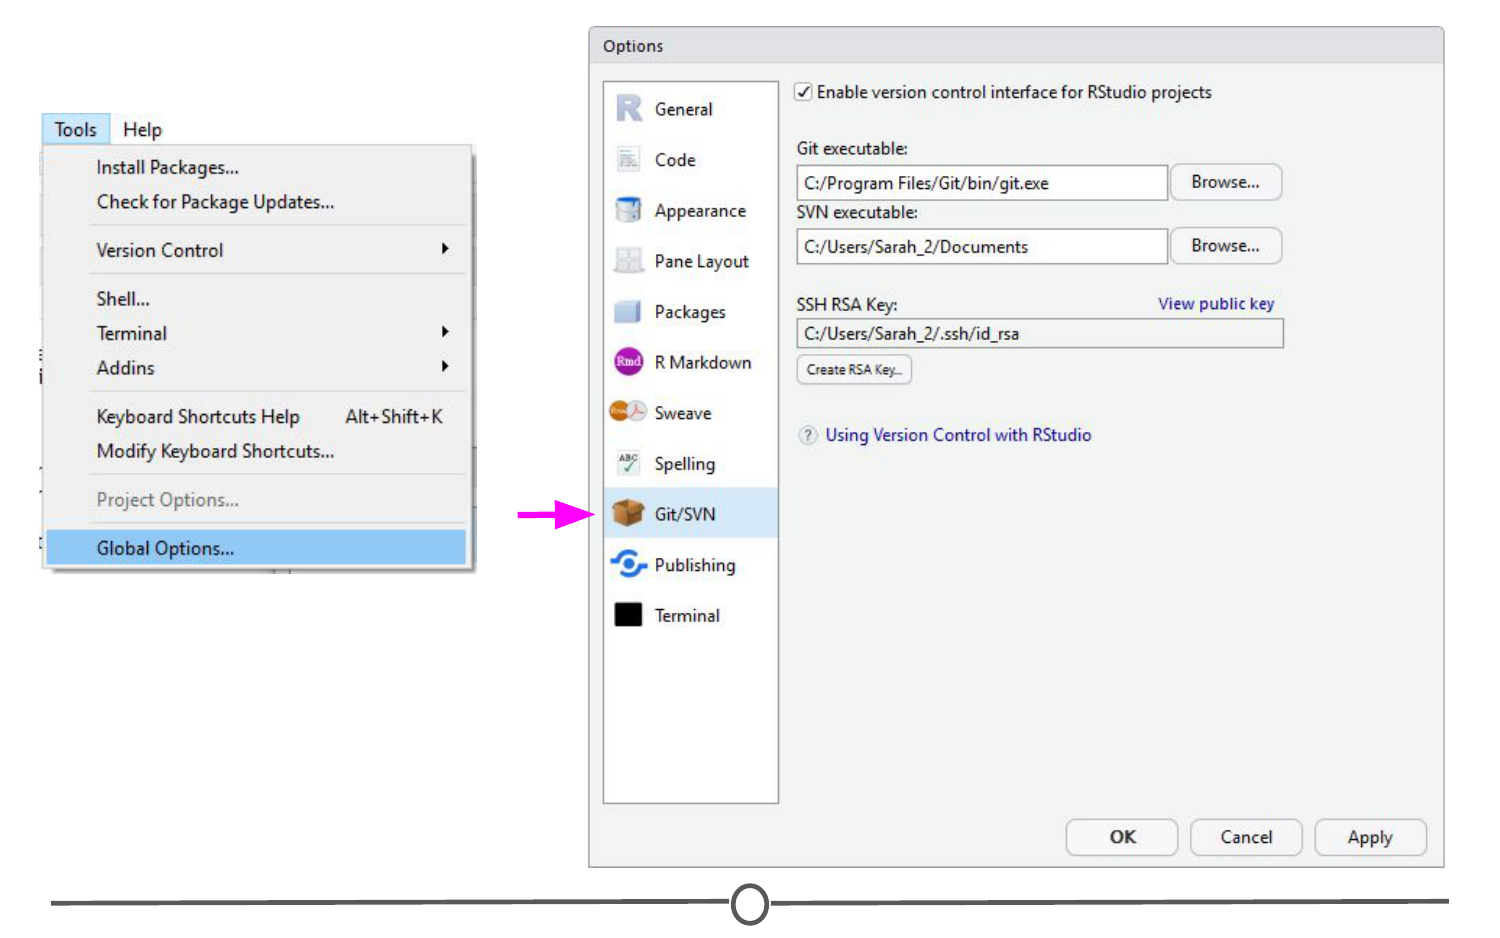 Tools Help
Install Packages...
Check for Package Updates...
Version Control
Shell...
Terminal
Addins
Keyboard Shortcuts Help Alt+Shift+K
Modify Keyboard Shortcuts...
Project Options...
Global Options...
Options
R General
Code
Appearance
Pane Layout
Packages
Rmd R Markdown
Sweave
ABC Spelling
Git/SVN
Publishing
Terminal
Enable version control interface for RStudio projects
Git executable:
C:/Program Files/Git/bin/git.exe Browse...
SVN executable:
C:/Users/Sarah_2/Documents Browse...
SSH RSA Key: View public key
C:/Users/Sarah_2/.ssh/id_rsa
Create RSA Key...
? Using Version Control with RStudio
OK Cancel Apply